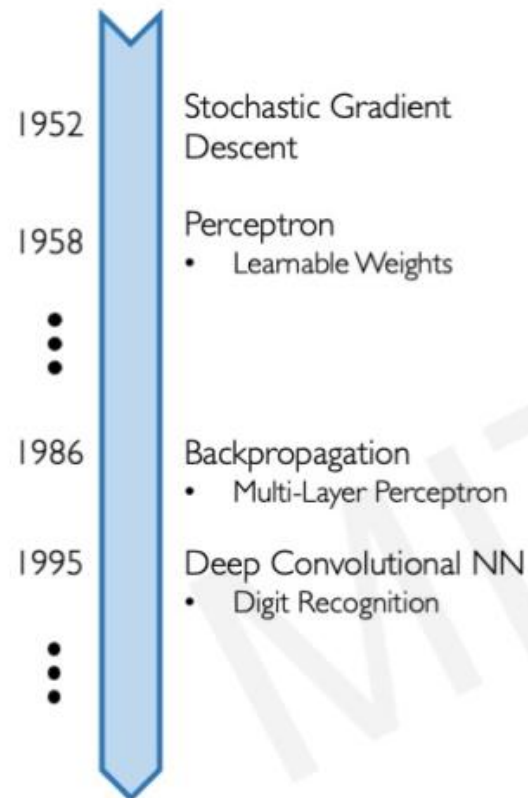 1952 Stochastic Gradient
Descent
1958 Perceptron
• Learnable Weights
1986 Backpropagation
• Multi-Layer Perceptron
1995 Deep Convolutional NN
• Digit Recognition